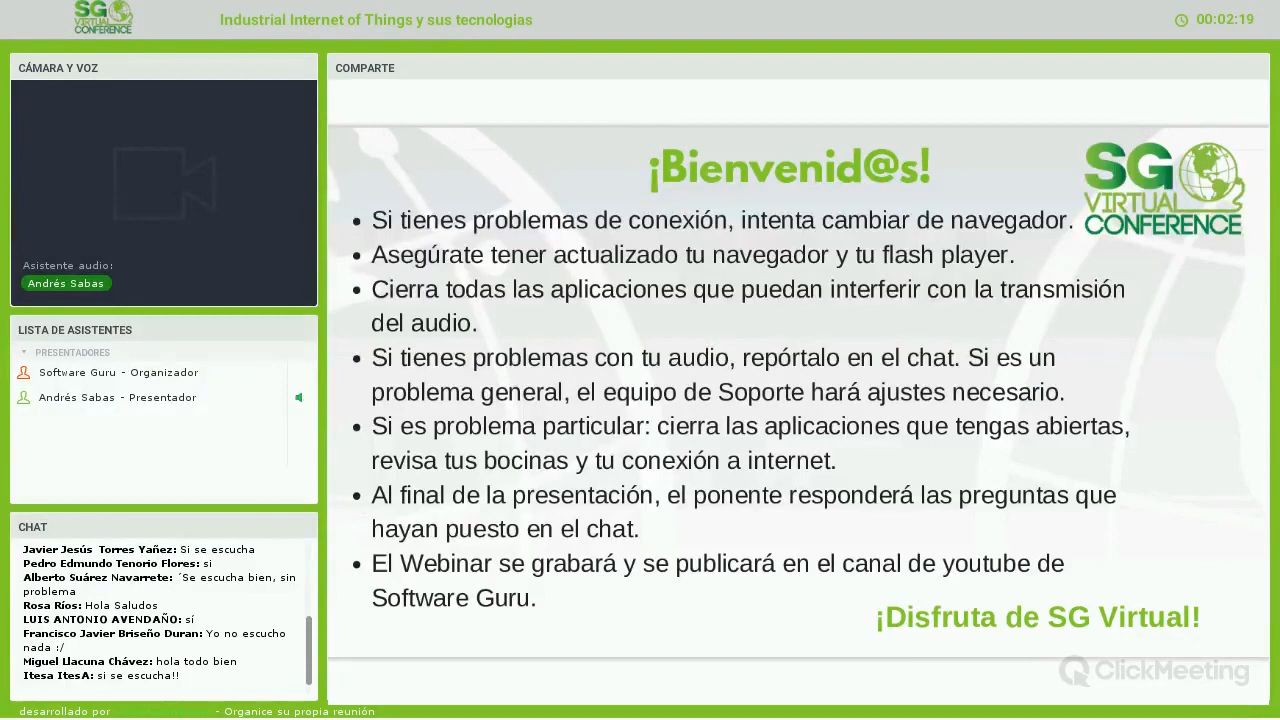 SG
VIRTUAL
CONFERENCE
Industrial Internet of Things y sus tecnologias
00:02:19
CÁMARA Y VOZ
Asistente audio:
Andrés Sabas
LISTA DE ASISTENTES
PRESENTADORES
Software Guru - Organizador
Andrés Sabas - Presentador
CHAT
Javier Jesús Torres Yañez: Si se escucha
Pedro Edmundo Tenorio Flores: si
Alberto Suárez Navarrete: ´Se escucha bien, sin
problema
Rosa Ríos: Hola Saludos
LUIS ANTONIO AVENDAÑO: sí
Francisco Javier Briseño Duran: Yo no escucho
nada :/
Miguel Llacuna Chávez: hola todo bien
Itesa ItesA: si se escucha!!
COMPARTE
¡Bienvenid@s!
SG
VIRTUAL
CONFERENCE
• Si tienes problemas de conexión, intenta cambiar de navegador.
• Asegúrate tener actualizado tu navegador y tu flash player.
• Cierra todas las aplicaciones que puedan interferir con la transmisión
del audio.
• Si tienes problemas con tu audio, repórtalo en el chat. Si es un
problema general, el equipo de Soporte hará ajustes necesario.
• Si es problema particular: cierra las aplicaciones que tengas abiertas,
revisa tus bocinas y tu conexión a internet.
• Al final de la presentación, el ponente responderá las preguntas que
hayan puesto en el chat.
• El Webinar se grabará y se publicará en el canal de youtube de
Software Guru.
¡Disfruta de SG Virtual!
ClickMeeting
desarrollado por - Organice su propia reunión